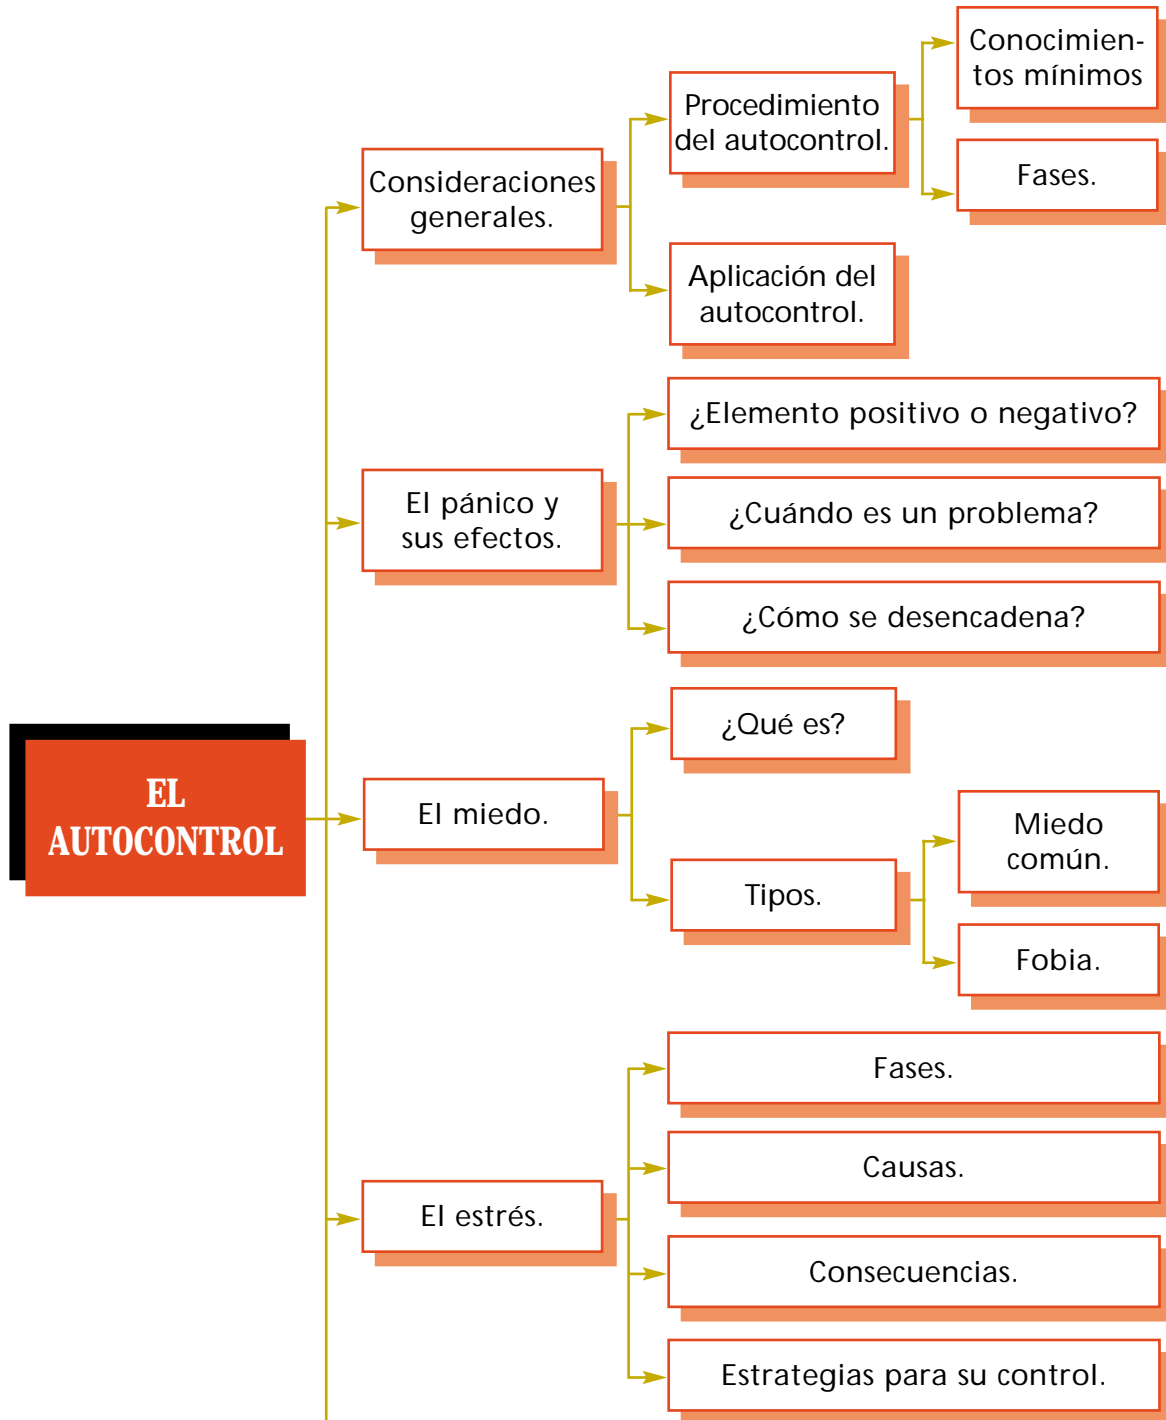 Conocimien-
tos mínimos
Procedimiento
del autocontrol.
Fases.
Consideraciones
generales.
Aplicación del
autocontrol.
¿Elemento positivo o negativo?
El pánico y
sus efectos.
¿Cuándo es un problema?
¿Cómo se desencadena?
¿Qué es?
EL
AUTOCONTROL
El miedo.
Miedo
común.
Tipos.
Fobia.
Fases.
Causas.
El estrés.
Consecuencias.
Estrategias para su control.